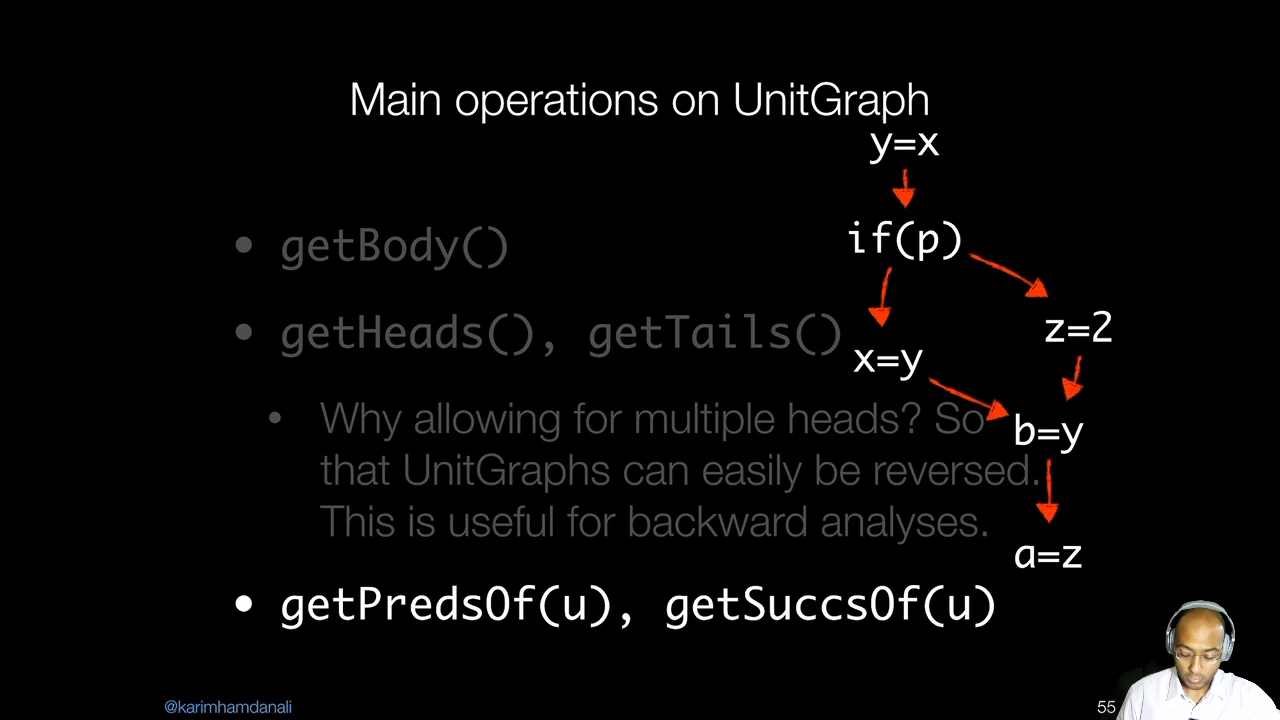 Main operations on UnitGraph
y=x
if(p)
z=2
x=y
b=y
a=z
• getBody()
• getHeads(), getTails()
• Why allowing for multiple heads? So
that UnitGraphs can easily be reversed.
This is useful for backward analyses.
• getPredsOf(u), getSuccsOf(u)
@karimhamdanali
55